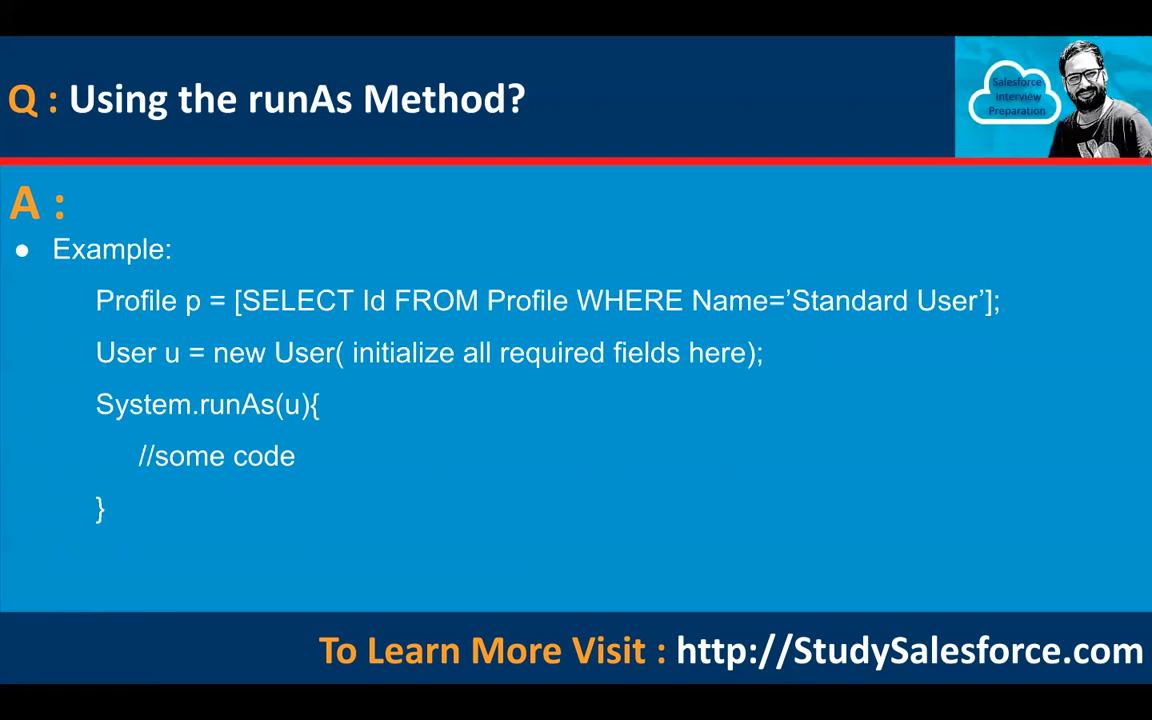 Q : Using the runAs Method?
Salesforce
Interview
Preparation
A :
● Example:
Profile p = [SELECT Id FROM Profile WHERE Name=’Standard User’];
User u = new User( initialize all required fields here);
System.runAs(u){
//some code
}
To Learn More Visit : http://StudySalesforce.com